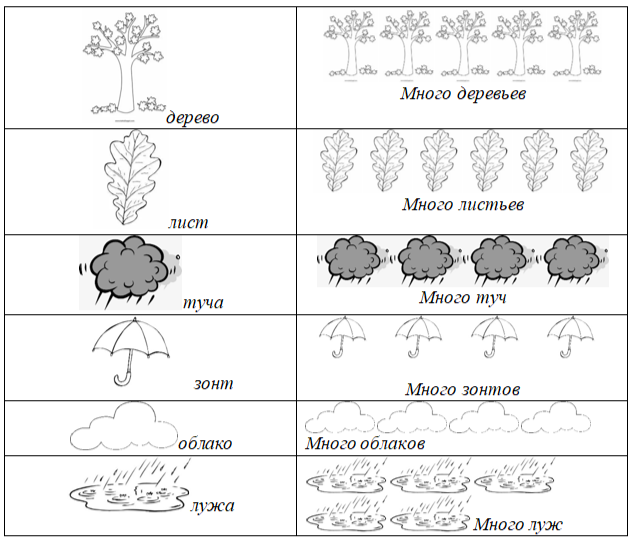 дерево
Много деревьев
лист
Много листьев
туча
Много туч
зонт
Много зонтов
облако
Много облаков
лужа
Много луж